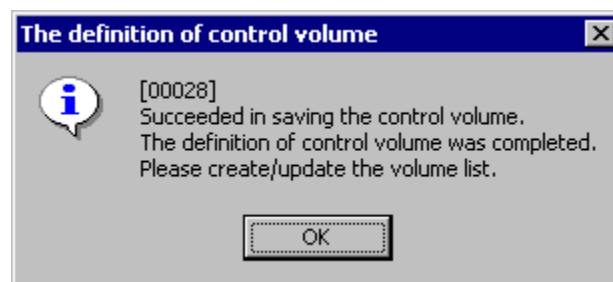 The definition of control volume
[00028]
Succeeded in saving the control volume.
The definition of control volume was completed.
Please create/update the volume list.
OK